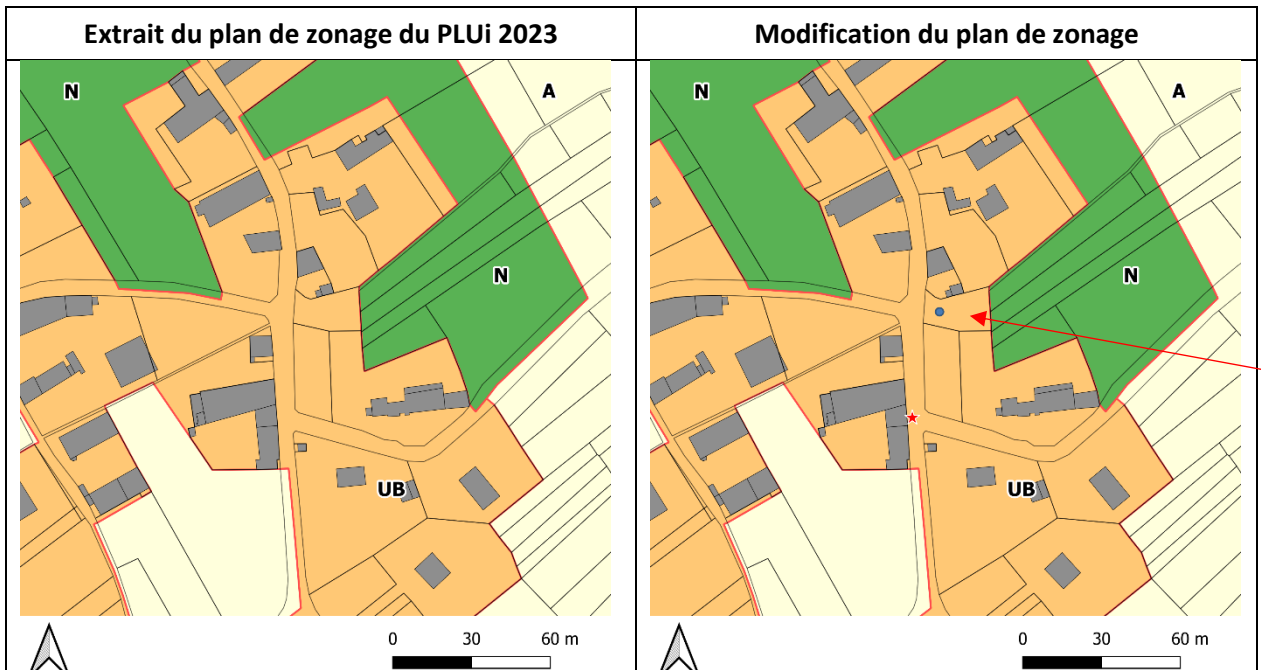 Extrait du plan de zonage du PLUi 2023
Modification du plan de zonage
N
A
N
UB
0 30 60 m
N
A
N
UB
0 30 60 m